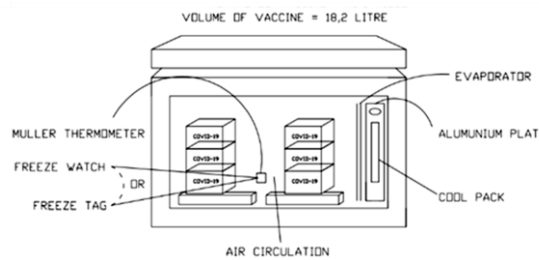 VOLUME OF VACCINE = 18,2 LITRE
EVAPORATOR
MULLER THERMOMETER
ALUMUNIUM PLAT
FREEZE WATCH
OR
FREEZE TAG
COOL PACK
AIR CIRCULATION
COVID-19
COVID-19
COVID-19
COVID-19
COVID-19
COVID-19